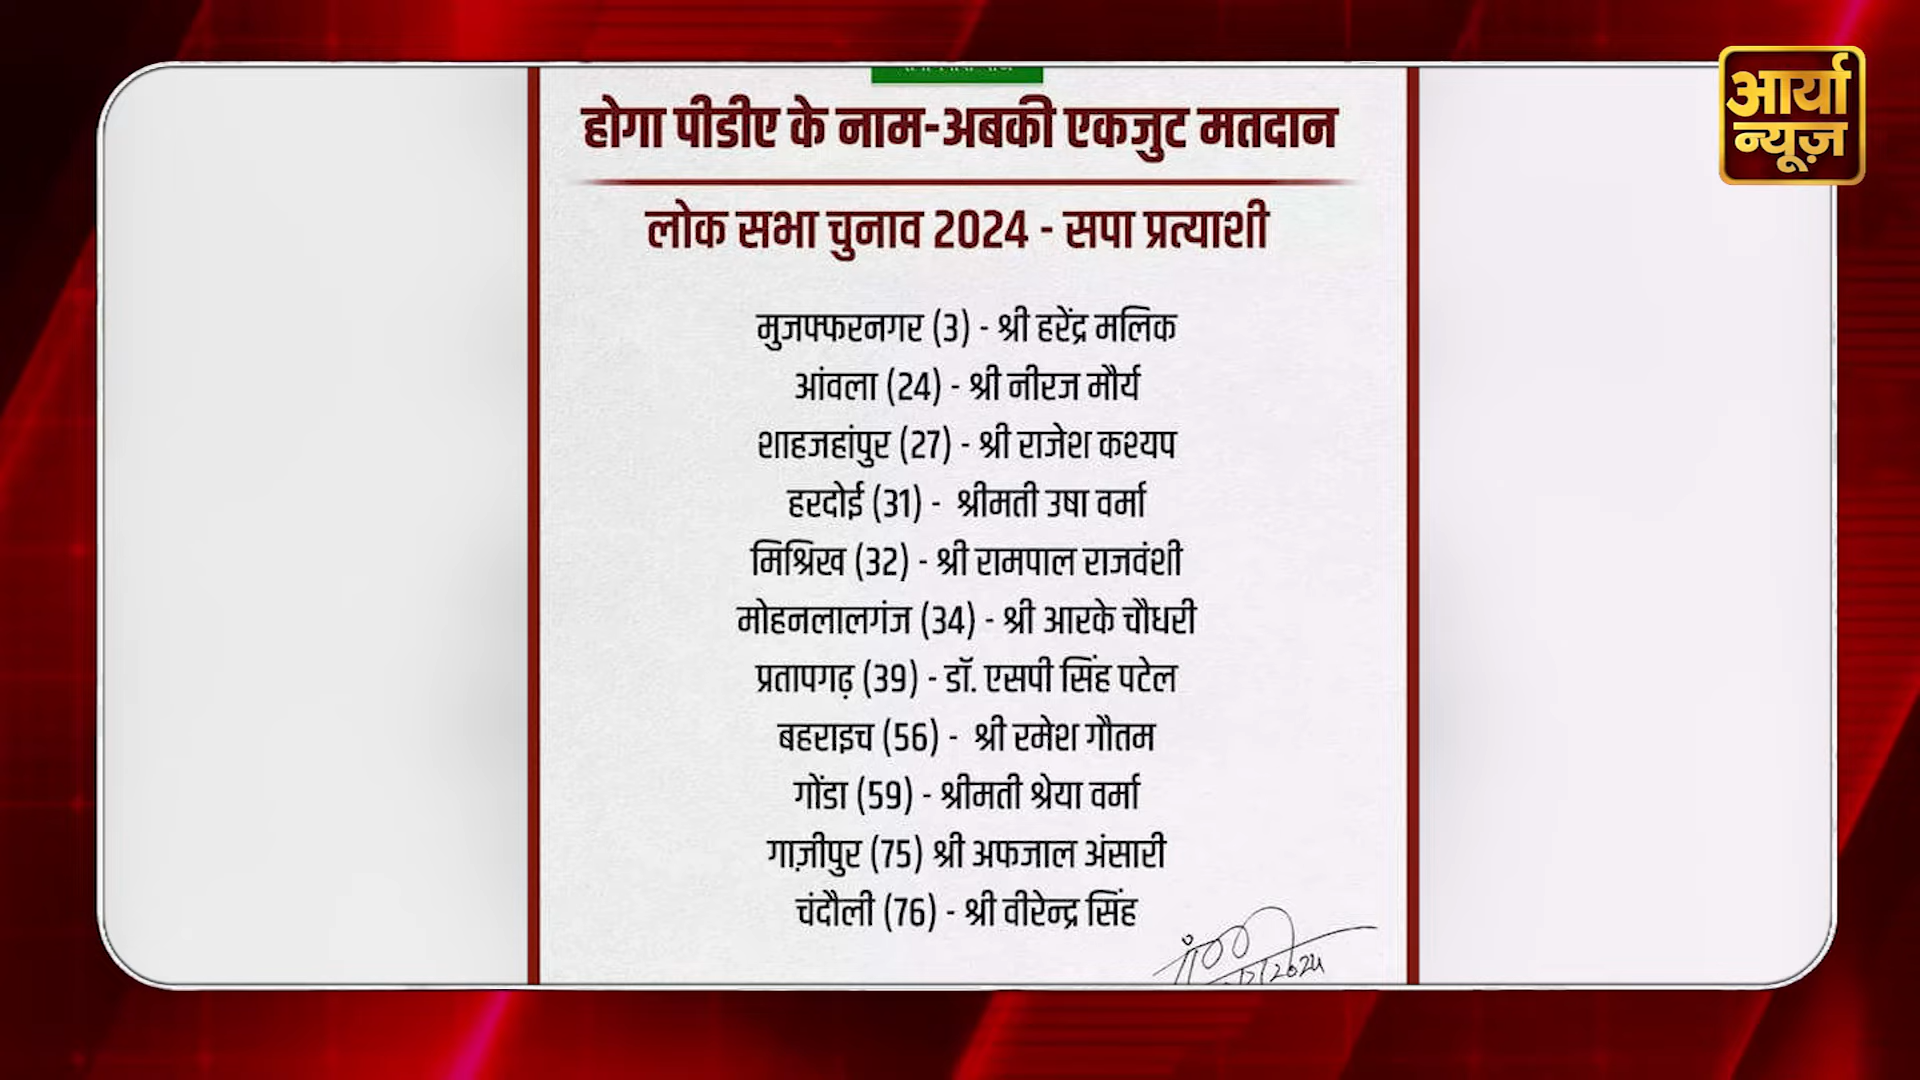 आर्या
न्यूज़
होगा पीडीए के नाम-अबकी एकजुट मतदान
लोक सभा चुनाव 2024 - सपा प्रत्याशी
मुजफ्फरनगर (3) - श्री हरेंद्र मलिक
आंवला (24) - श्री नीरज मौर्य
शाहजहांपुर (27) - श्री राजेश कश्यप
हरदोई (31) - श्रीमती उषा वर्मा
मिश्रिख (32) - श्री रामपाल राजवंशी
मोहनलालगंज (34) - श्री आरके चौधरी
प्रतापगढ़ (39) - डॉ. एसपी सिंह पटेल
बहराइच (56) - श्री रमेश गौतम
गोंडा (59) - श्रीमती श्रेया वर्मा
गाज़ीपुर (75) श्री अफजाल अंसारी
चंदौली (76) - श्री वीरेन्द्र सिंह